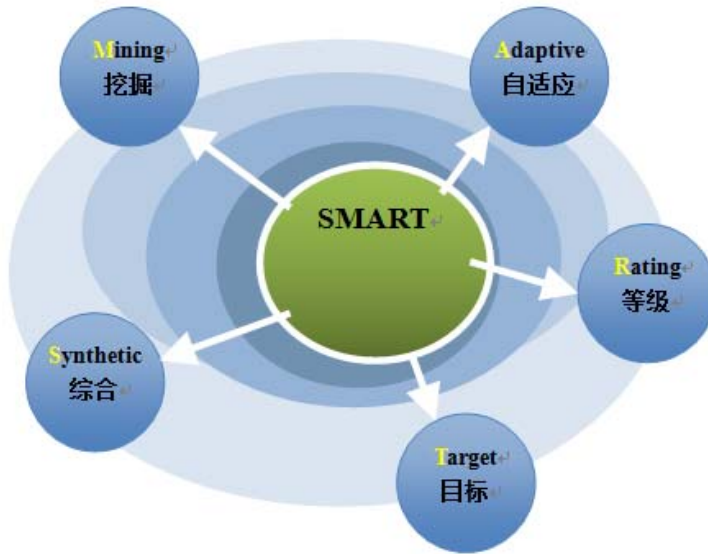 Mining
挖掘
Adaptive
自适应
SMART
Rating
等级
Synthetic
综合
Target
目标